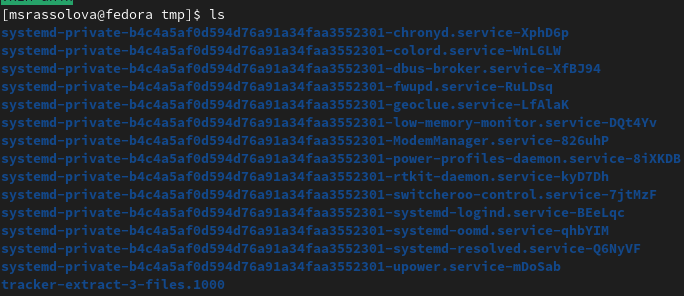 [msrassolova@fedora tmp]$ ls
systemd-private-b4c4a5af0d594d76a91a34faa3552301-chronyd.service-XphD6p
systemd-private-b4c4a5af0d594d76a91a34faa3552301-colord.service-WnL6LW
systemd-private-b4c4a5af0d594d76a91a34faa3552301-dbus-broker.service-XfBJ94
systemd-private-b4c4a5af0d594d76a91a34faa3552301-fwupd.service-RuLDsq
systemd-private-b4c4a5af0d594d76a91a34faa3552301-geoclue.service-LfAlaK
systemd-private-b4c4a5af0d594d76a91a34faa3552301-low-memory-monitor.service-DQt4Yv
systemd-private-b4c4a5af0d594d76a91a34faa3552301-ModemManager.service-826uhP
systemd-private-b4c4a5af0d594d76a91a34faa3552301-power-profiles-daemon.service-8iXKDB
systemd-private-b4c4a5af0d594d76a91a34faa3552301-rtkit-daemon.service-kyD7Dh
systemd-private-b4c4a5af0d594d76a91a34faa3552301-switcheroo-control.service-7jtMzF
systemd-private-b4c4a5af0d594d76a91a34faa3552301-systemd-logind.service-BEeLqc
systemd-private-b4c4a5af0d594d76a91a34faa3552301-systemd-oomd.service-qhbYIM
systemd-private-b4c4a5af0d594d76a91a34faa3552301-systemd-resolved.service-Q6NyVF
systemd-private-b4c4a5af0d594d76a91a34faa3552301-upower.service-mDoSab
tracker-extract-3-files.1000